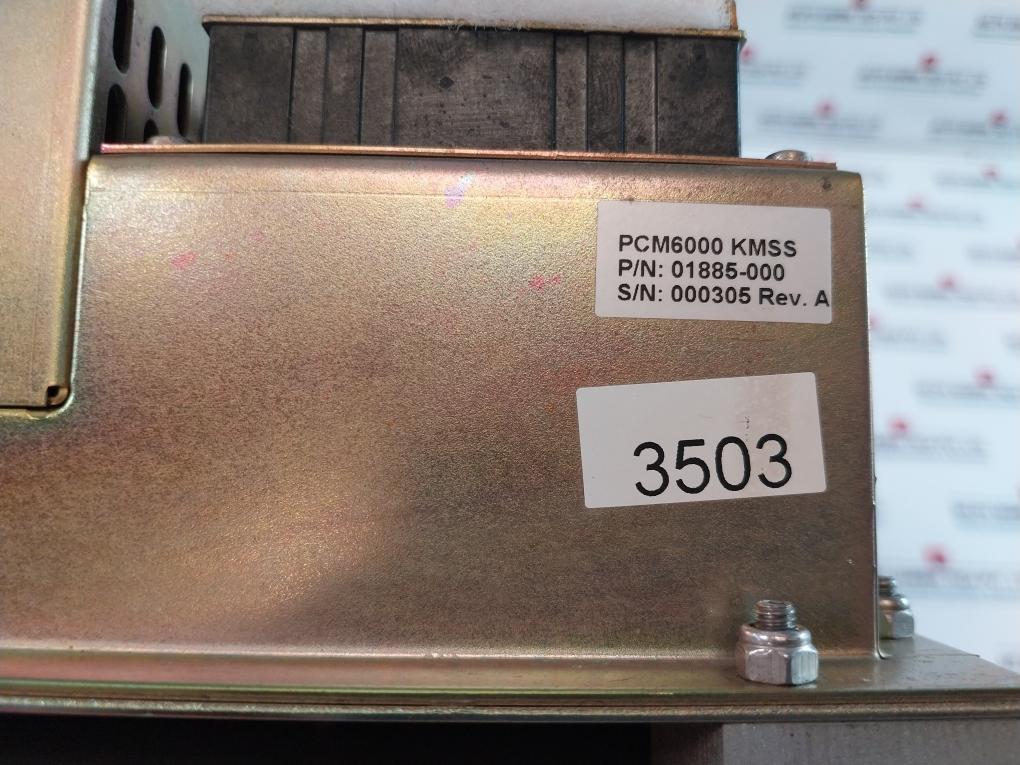 PCM6000 KMSS
P/N: 01885-000
S/N: 000305 Rev. A
3503